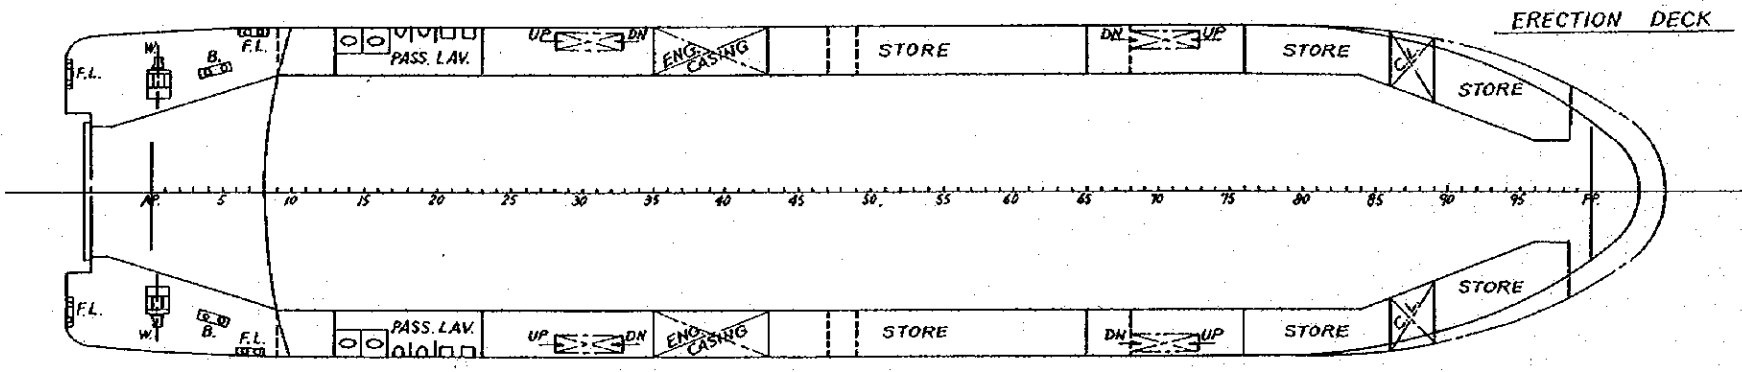 ERECTION DECK
W. B. F.L. UP DN DN UP
F.L. PASS. LAV. ENG. CASING STORE STORE C.L.
STORE
A.P. 5 10 15 20 25 30 35 40 45 50 55 60 65 70 75 80 85 90 95 F.P.
STORE
F.L. PASS. LAV. ENG. CASING STORE STORE C.L.
W. B. F.L. UP DN DN UP